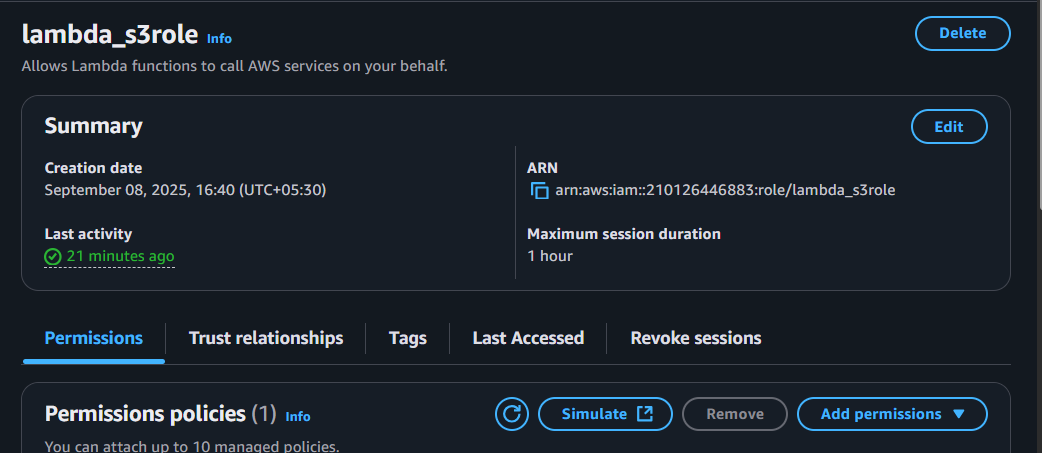 lambda_s3role Info
Delete
Allows Lambda functions to call AWS services on your behalf.
Summary
Edit
Creation date
September 08, 2025, 16:40 (UTC+05:30)
ARN
arn:aws:iam::210126446883:role/lambda_s3role
Last activity
21 minutes ago
Maximum session duration
1 hour
Permissions
Trust relationships
Tags
Last Accessed
Revoke sessions
Permissions policies (1) Info
Simulate
Remove
Add permissions
You can attach up to 10 managed policies.